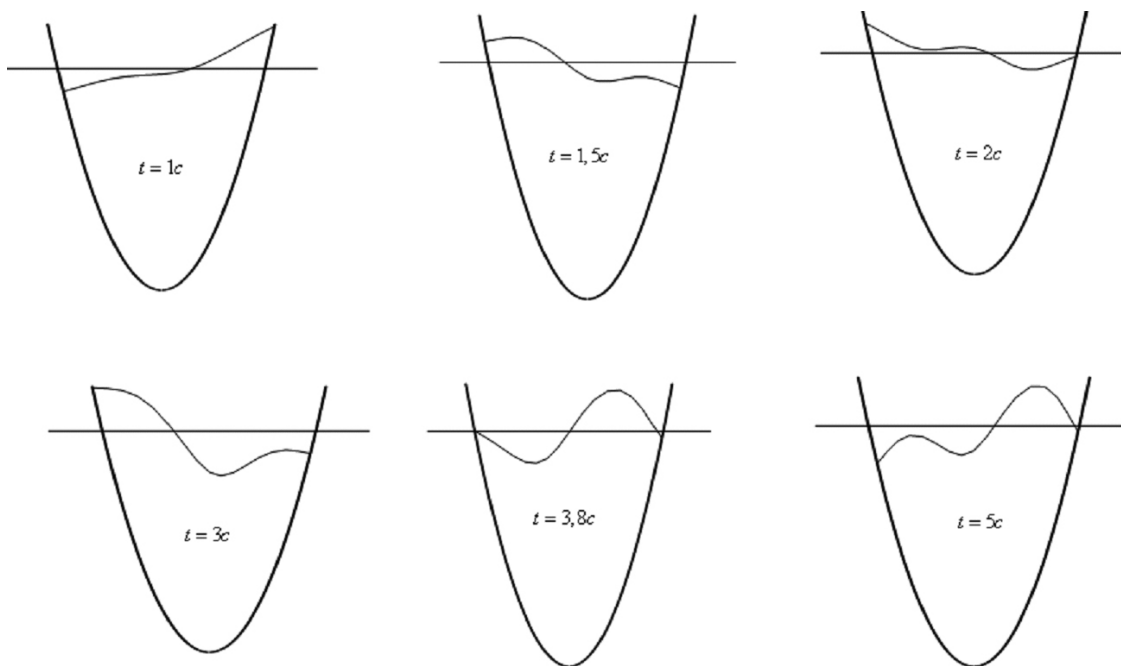 t = 1c
t = 1,5c
t = 2c
t = 3c
t = 3,8c
t = 5c